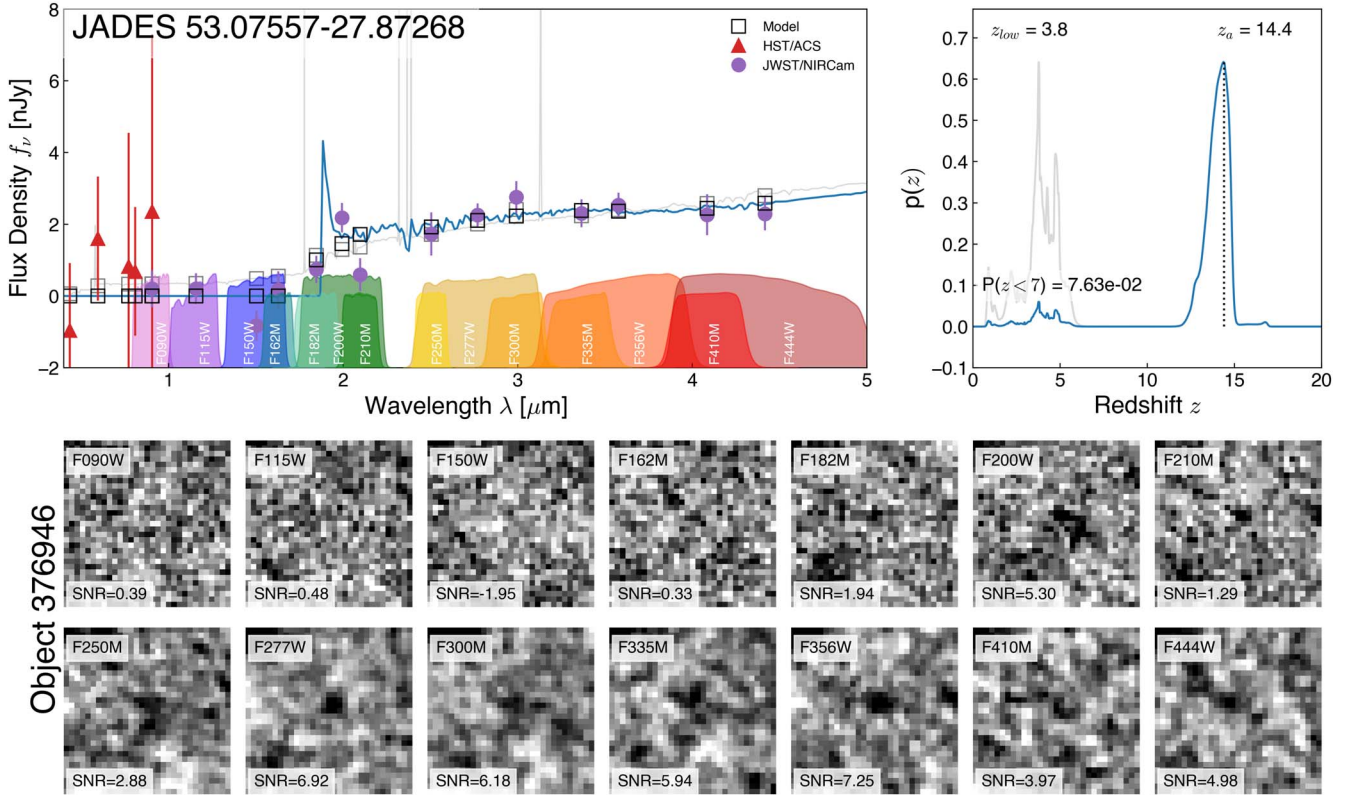 JADES 53.07557-27.87268
Model
HST/ACS
JWST/NIRCam
Flux Density fν [nJy]
8
6
4
2
0
−2
F090W
F115W
F150W
F162M
F182M
F200W
F210M
F250M
F277W
F300M
F335M
F356W
F410M
F444W
1 2 3 4 5
Wavelength λ [μm]
z_low = 3.8
z_a = 14.4
P(z < 7) = 7.63e-02
p(z)
0.7
0.6
0.5
0.4
0.3
0.2
0.1
0.0
−0.1
0 5 10 15 20
Redshift z
Object 376946
F090W
SNR=0.39
F115W
SNR=0.48
F150W
SNR=-1.95
F162M
SNR=0.33
F182M
SNR=1.94
F200W
SNR=5.30
F210M
SNR=1.29
F250M
SNR=2.88
F277W
SNR=6.92
F300M
SNR=6.18
F335M
SNR=5.94
F356W
SNR=7.25
F410M
SNR=3.97
F444W
SNR=4.98